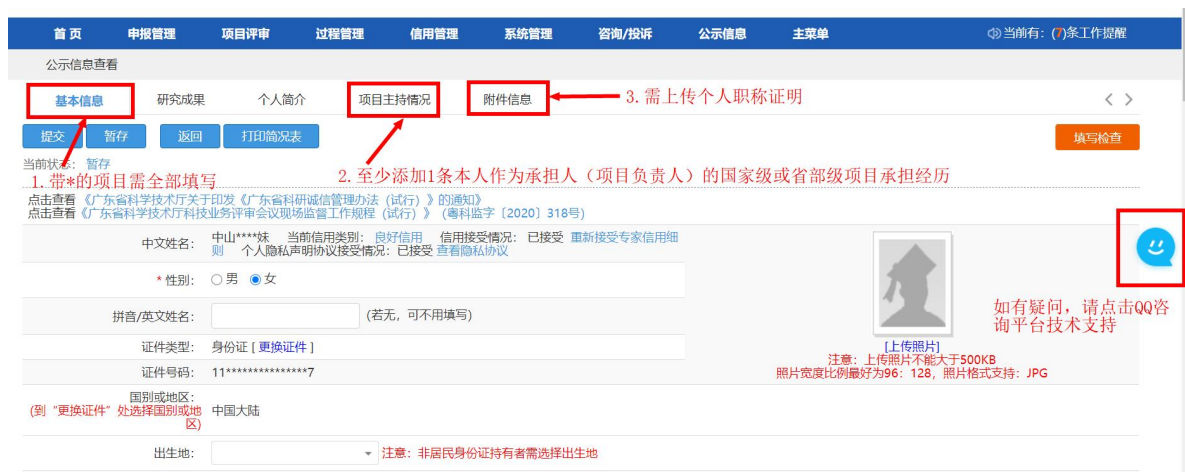 首页 申报管理 项目评审 过程管理 信用管理 系统管理 咨询/投诉 公示信息 主菜单 当前有：(7)条工作提醒
公示信息查看
基本信息 研究成果 个人简介 项目主持情况 附件信息 3.需上传个人职称证明
提交 暂存 返回 打印简况表 填写检查
当前状态： 暂存
1.带*的项目需全部填写 2.至少添加1条本人作为承担人（项目负责人）的国家级或省部级项目承担经历
点击查看《广东省科学技术厅关于印发《广东省科研诚信管理办法（试行）》的通知》
点击查看《广东省科学技术厅科技业务评审会议现场监督工作规程（试行）》（粤科监字〔2020〕318号）
中文姓名： 中山****妹 当前信用类别：良好信用 信用接受情况： 已接受 重新接受专家信用细
则 个人隐私声明协议接受情况：已接受 查看隐私协议
* 性别： 男 女
如有疑问，请点击QQ咨
询平台技术支持
拼音/英文姓名： (若无，可不用填写)
证件类型： 身份证 [ 更换证件 ]
[上传照片]
注意：上传照片不能大于500KB
证件号码： 11***************7
照片宽度比例最好为96：128，照片格式支持：JPG
国别或地区：
(到“更换证件”处选择国别或地 中国大陆
区)
出生地： 注意：非居民身份证持有者需选择出生地